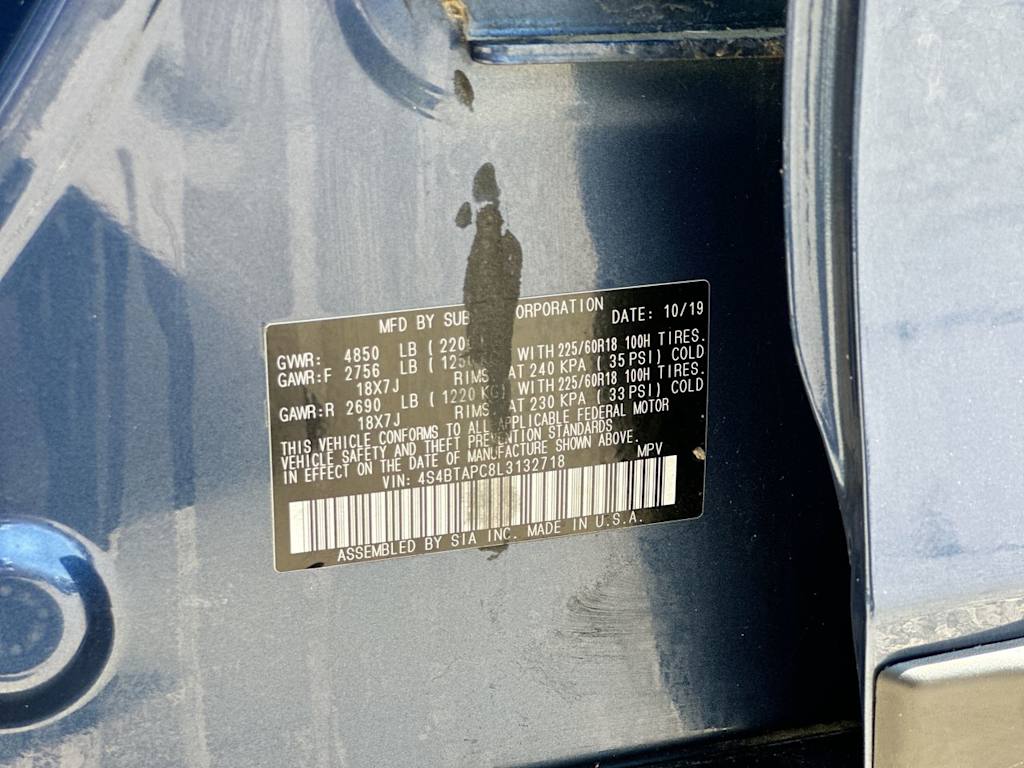 MFD BY SUB ORPORATION DATE: 10/19
GVWR: 4850 LB ( 220
GAWR:F 2756 LB ( 125 WITH 225/60R18 100H TIRES.
18X7J RIMS AT 240 KPA ( 35 PSI) COLD
GAWR:R 2690 LB ( 1220 KG) WITH 225/60R18 100H TIRES.
18X7J RIMS AT 230 KPA ( 33 PSI) COLD
THIS VEHICLE CONFORMS TO ALL APPLICABLE FEDERAL MOTOR
VEHICLE SAFETY AND THEFT PREVENTION STANDARDS
IN EFFECT ON THE DATE OF MANUFACTURE SHOWN ABOVE.
VIN: 4S4BTAPC8L3132718 MPV
ASSEMBLED BY SIA INC. MADE IN U.S.A.